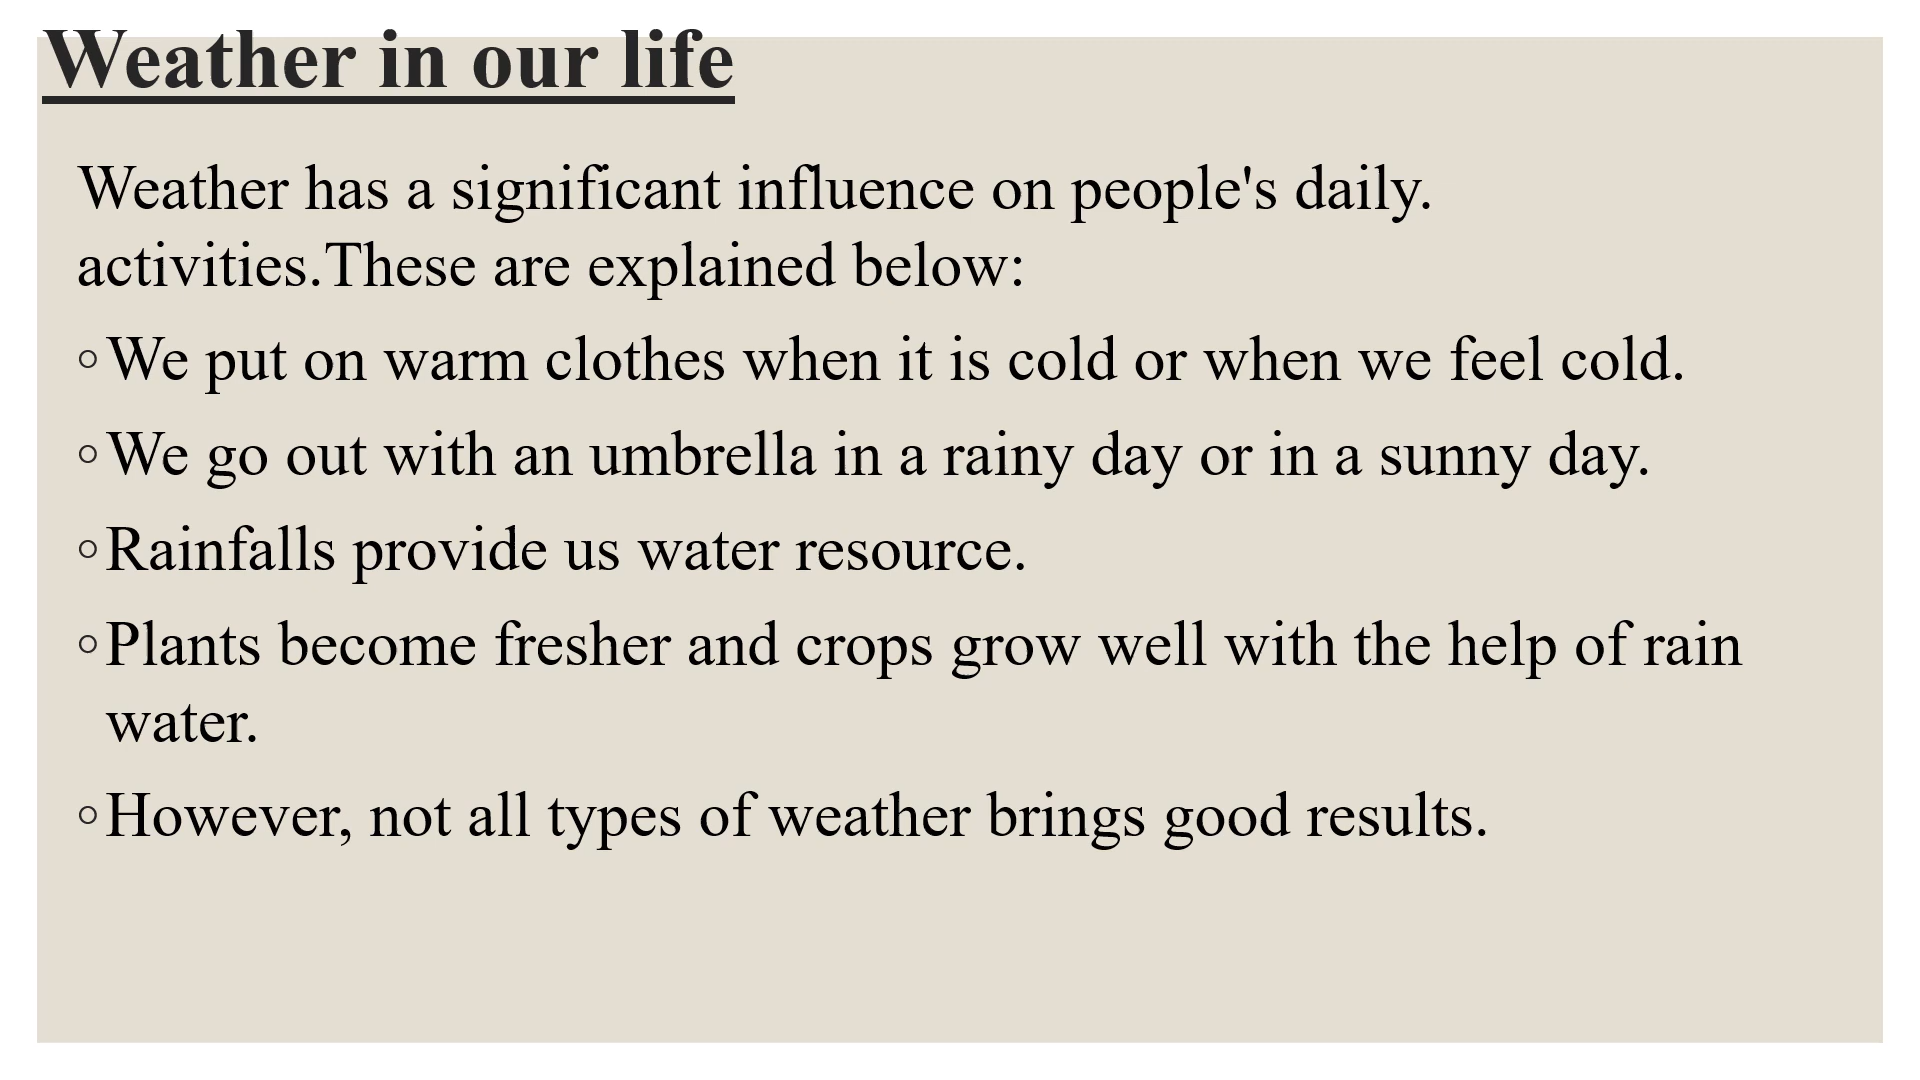 Weather in our life
Weather has a significant influence on people's daily.
activities.These are explained below:
◦We put on warm clothes when it is cold or when we feel cold.
◦We go out with an umbrella in a rainy day or in a sunny day.
◦Rainfalls provide us water resource.
◦Plants become fresher and crops grow well with the help of rain
water.
◦However, not all types of weather brings good results.